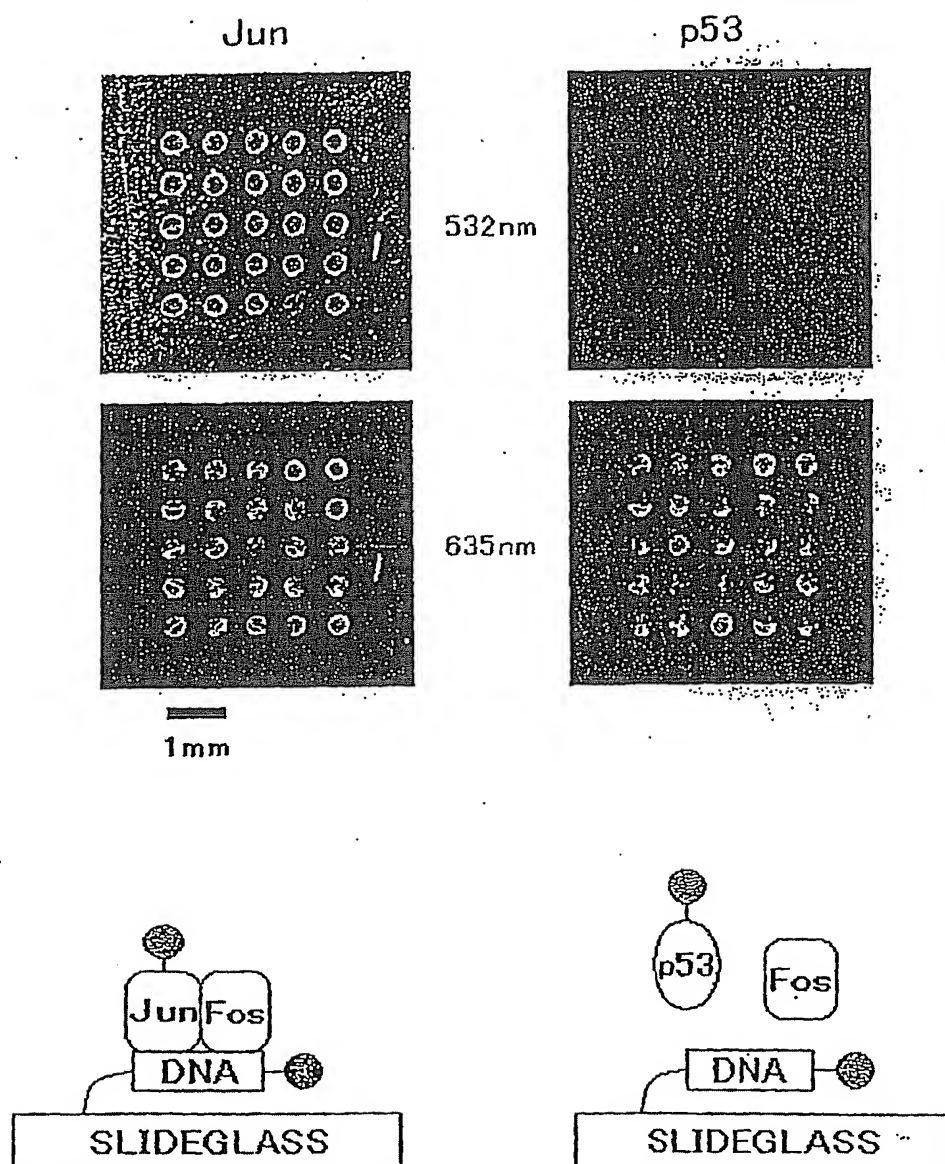 Jun
p53
532nm
635nm
1mm
Jun Fos
DNA
SLIDEGLASS
p53
Fos
DNA
SLIDEGLASS